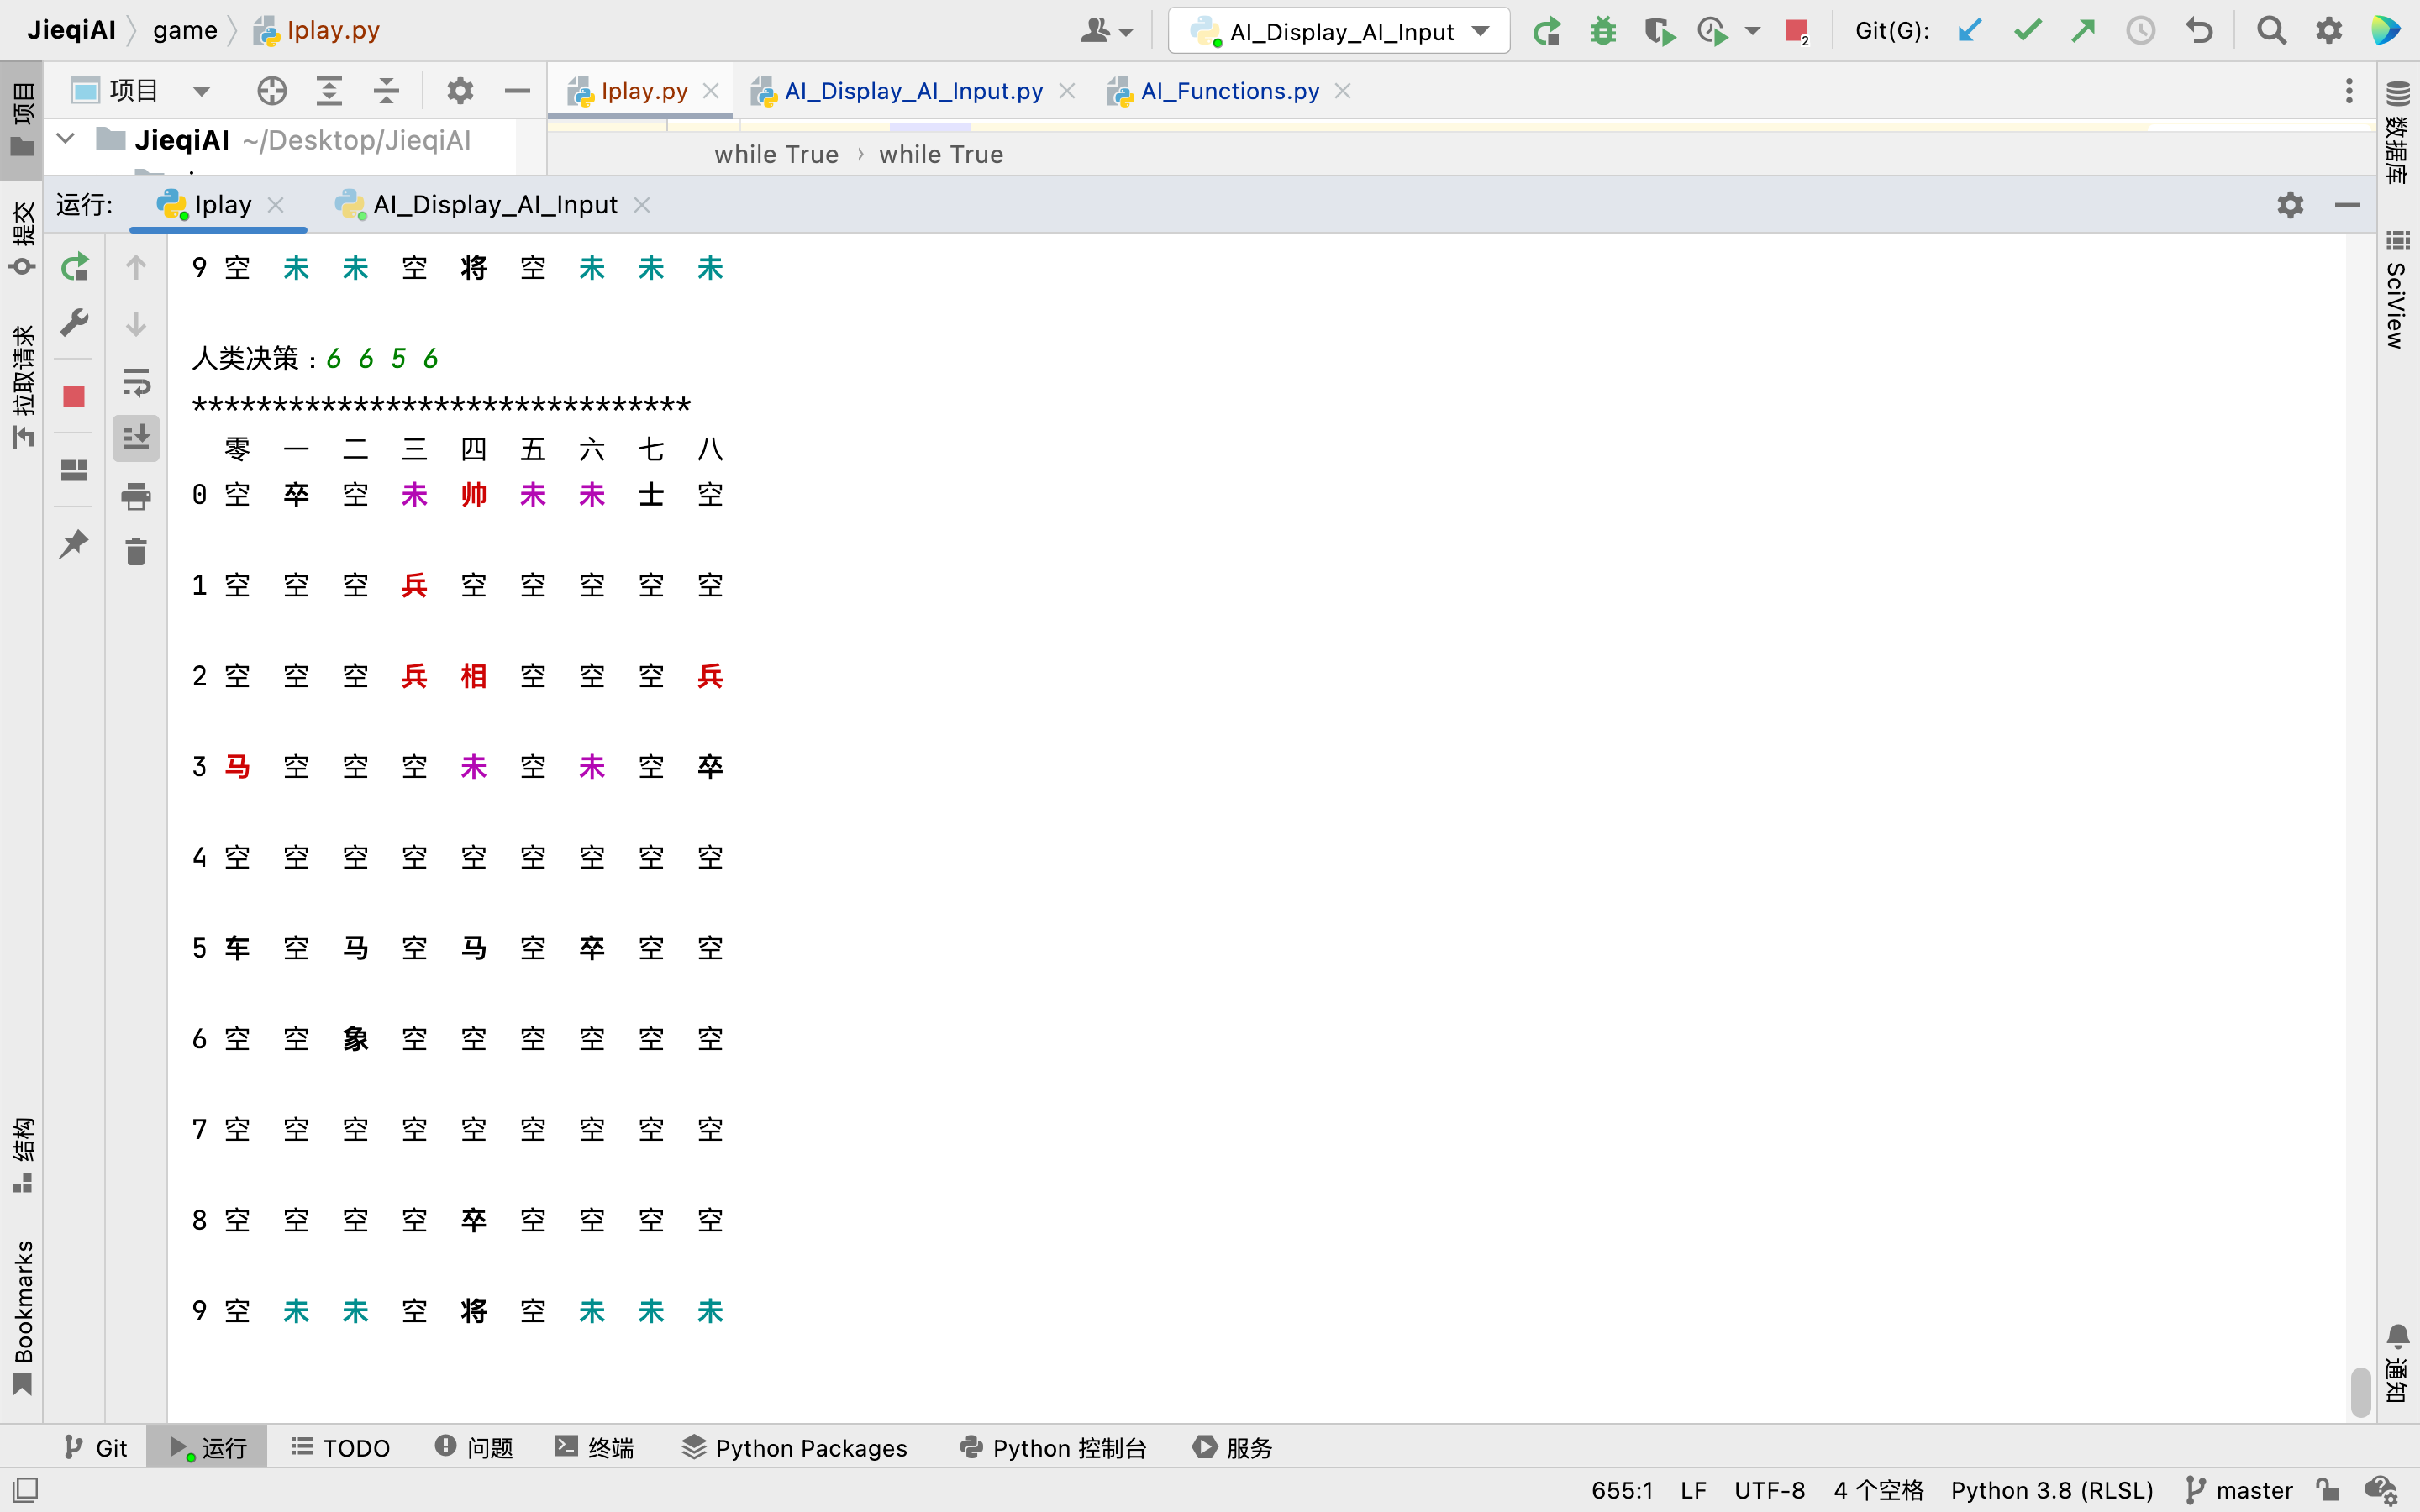 JieqiAI game Iplay.py AI_Display_AI_Input 2 Git(G):
项目 Iplay.py AI_Display_AI_Input.py AI_Functions.py
JieqiAI ~/Desktop/JieqiAI
while True › while True
运行: Iplay AI_Display_AI_Input
9 空 未 未 空 将 空 未 未 未
人类决策：6 6 5 6
*******************************
零 一 二 三 四 五 六 七 八
0 空 卒 空 未 帅 未 未 士 空
1 空 空 空 兵 空 空 空 空 空
2 空 空 空 兵 相 空 空 空 兵
3 马 空 空 空 未 空 未 空 卒
4 空 空 空 空 空 空 空 空 空
5 车 空 马 空 马 空 卒 空 空
6 空 空 象 空 空 空 空 空 空
7 空 空 空 空 空 空 空 空 空
8 空 空 空 空 卒 空 空 空 空
9 空 未 未 空 将 空 未 未 未
项目
提交
拉取请求
结构
Bookmarks
数据库
SciView
通知
Git 运行 TODO 问题 终端 Python Packages Python 控制台 服务
655:1 LF UTF-8 4 个空格 Python 3.8 (RLSL) master